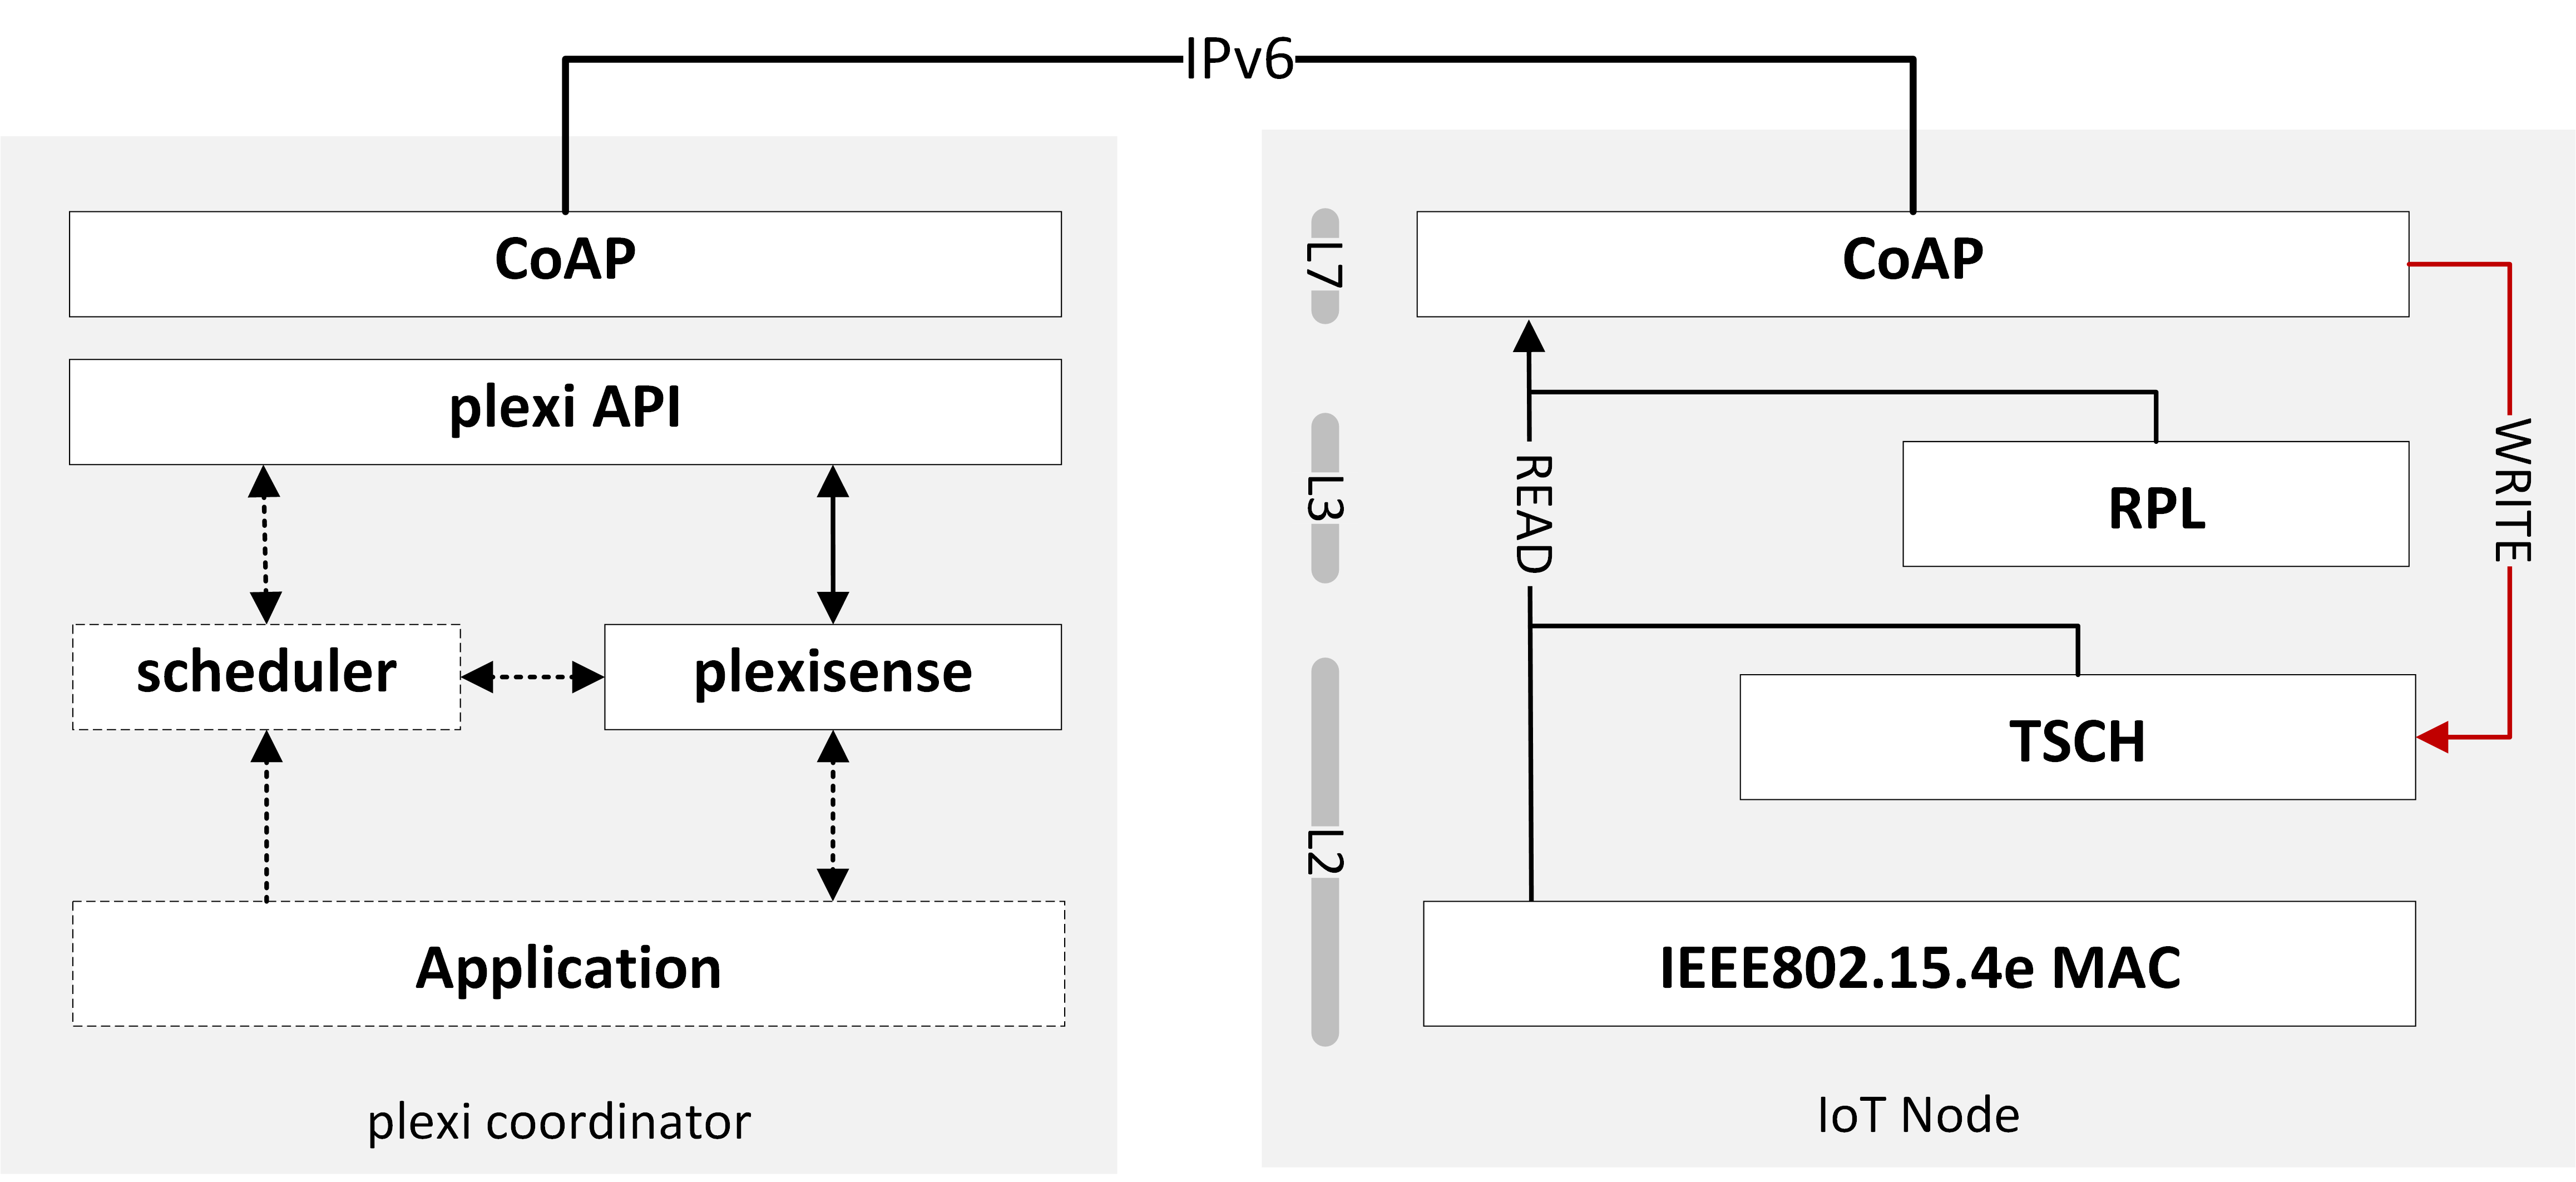 IPv6
CoAP
plexi API
scheduler
plexisense
Application
plexi coordinator
L7
L3
L2
CoAP
READ
RPL
WRITE
TSCH
IEEE802.15.4e MAC
IoT Node